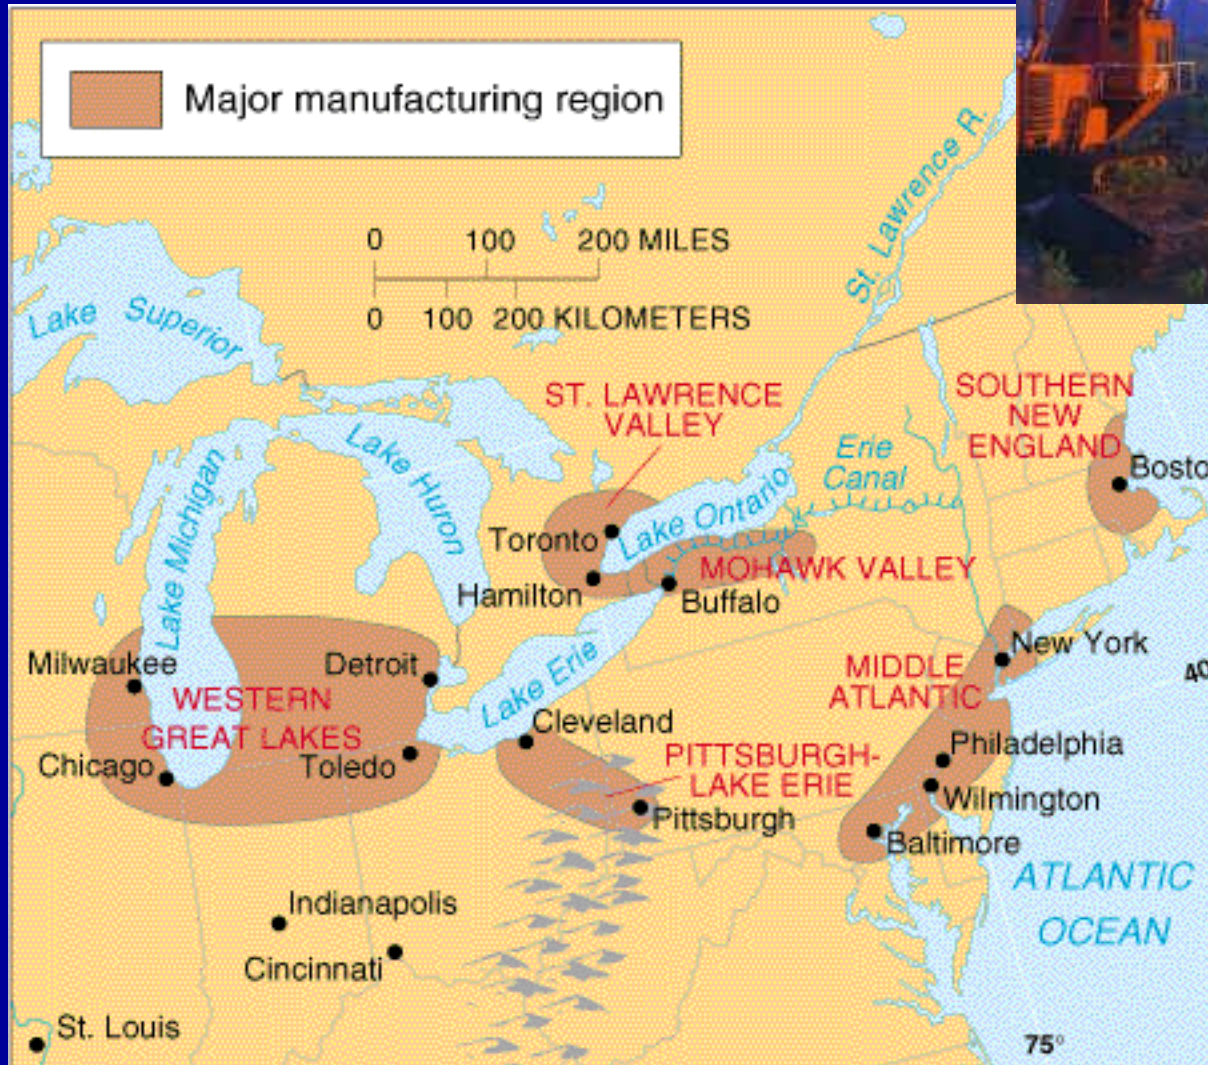 Major manufacturing region
0 100 200 MILES
0 100 200 KILOMETERS
St. Lawrence R.
Lake Superior
ST. LAWRENCE
VALLEY
SOUTHERN
NEW
ENGLAND
Lake Huron
Lake Michigan
Erie
Canal
Bosto
Lake Ontario
Toronto
MOHAWK VALLEY
Hamilton
Buffalo
New York
Milwaukee
Detroit
MIDDLE
ATLANTIC
40
WESTERN
GREAT LAKES
Lake Erie
Cleveland
Chicago
Toledo
PITTSBURGH-
LAKE ERIE
Philadelphia
Wilmington
Pittsburgh
Baltimore
ATLANTIC
OCEAN
Indianapolis
Cincinnati
St. Louis
75°